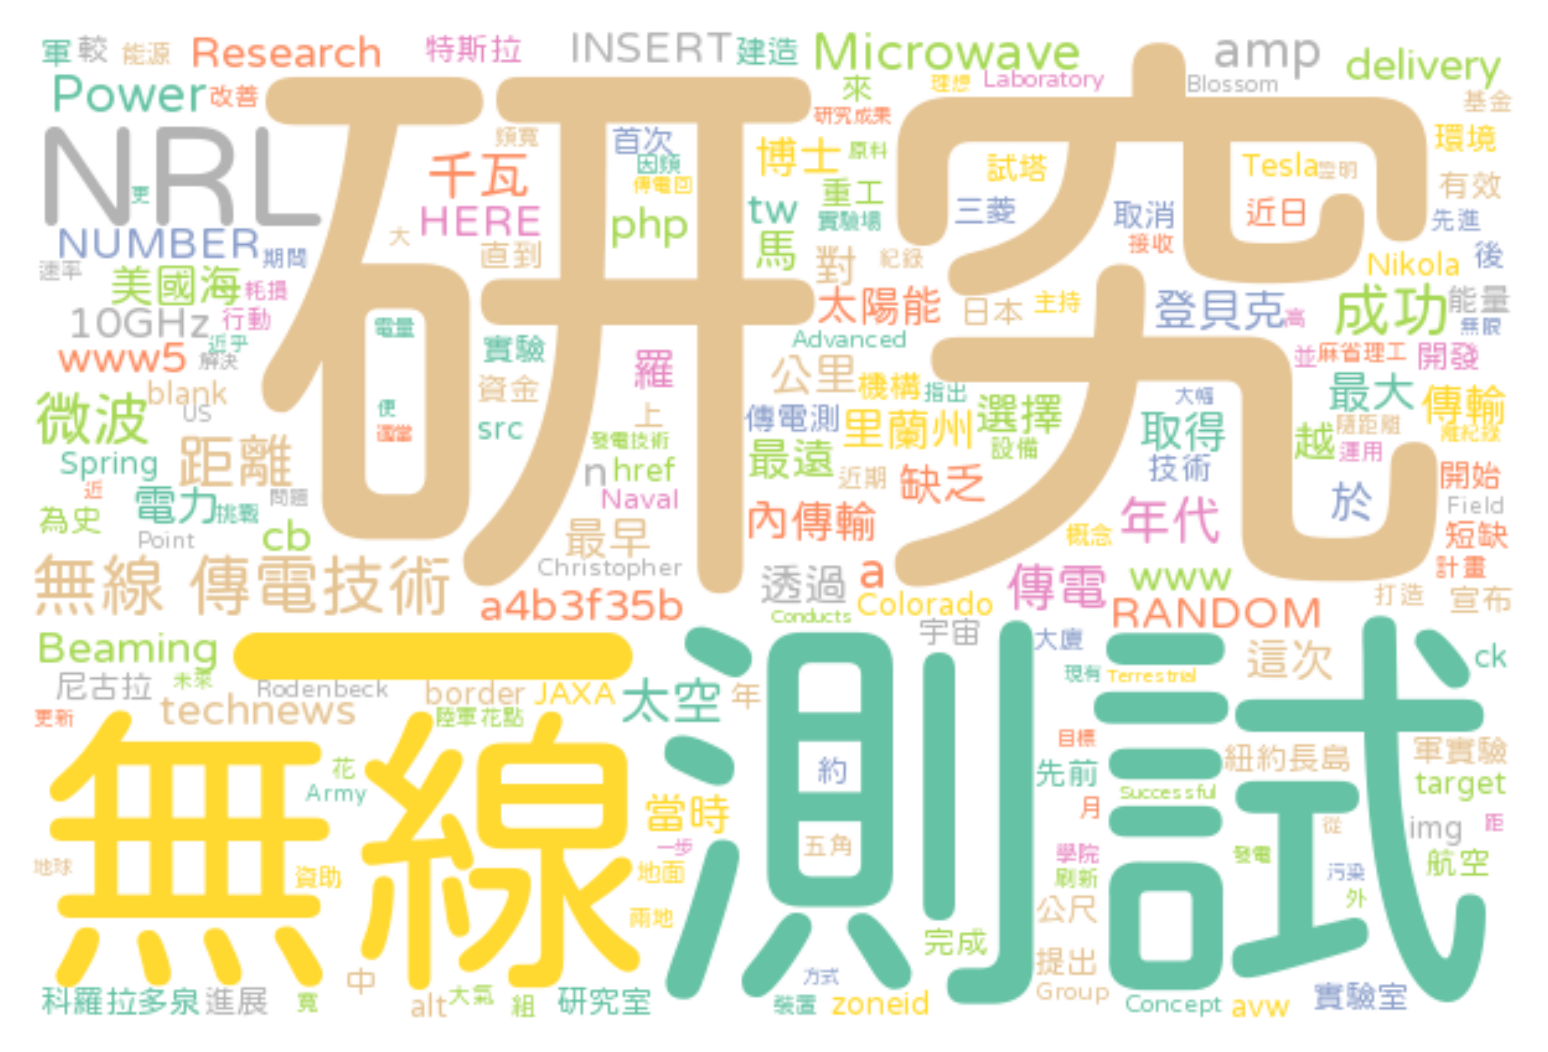 軍 較 能源 Research 特斯拉 INSERT 建造 Microwave amp delivery
Power 改善 來 理想 Laboratory Blossom 基金
研究成果
研究
NRL 頻寬 首次 博士 原料 環境
更 千瓦 因頻 試塔 Tesla 證明
傳電回 重工 有效
HERE php tw 實驗場 三菱 取消 近日 先進
NUMBER 期間 大 直到 馬 對 紀錄 接收 Nikola 後
速率 美國海 耗損 太陽能 日本 主持 登貝克 高 成功 能量
10GHz 行動 電量 無限
近乎 實驗 Advanced
www5 解決 羅 公里 機構 指出 並 麻省理工 開發
blank 資金 大幅 最大 傳輸
微波 US 便 上 傳電測 里蘭州 選擇 取得 隨距離
距離 src 發電技術 設備 越 運用 離紀錄
Spring n href 最遠 近期 缺乏 技術 開始
近 電力 挑戰 問題 Naval 於 Field
為史 Point cb 最早 內傳輸 概念 年代 短缺
Christopher 計畫
無線 傳電技術 透過 a 傳電 www 打造 宣布
a4b3f35b Colorado RANDOM
Conducts
一 宇宙 大廈
Beaming 這次 ck
尼古拉 未來 Rodenbeck border JAXA 太空 年 現有 Terrestrial
更新 technews 陸軍花點
無線 測試
目標
花 約 先前 紐約長島 軍實驗
Army Successful target
當時 月 從 img 距
一步 五角 學院 發電
地球 資助 地面 刷新 污染 航空
外
兩地 公尺
完成
中 方式 提出
科羅拉多泉 進展 寬 alt 大氣 組 研究室 裝置 zoneid Group Concept avw 實驗室